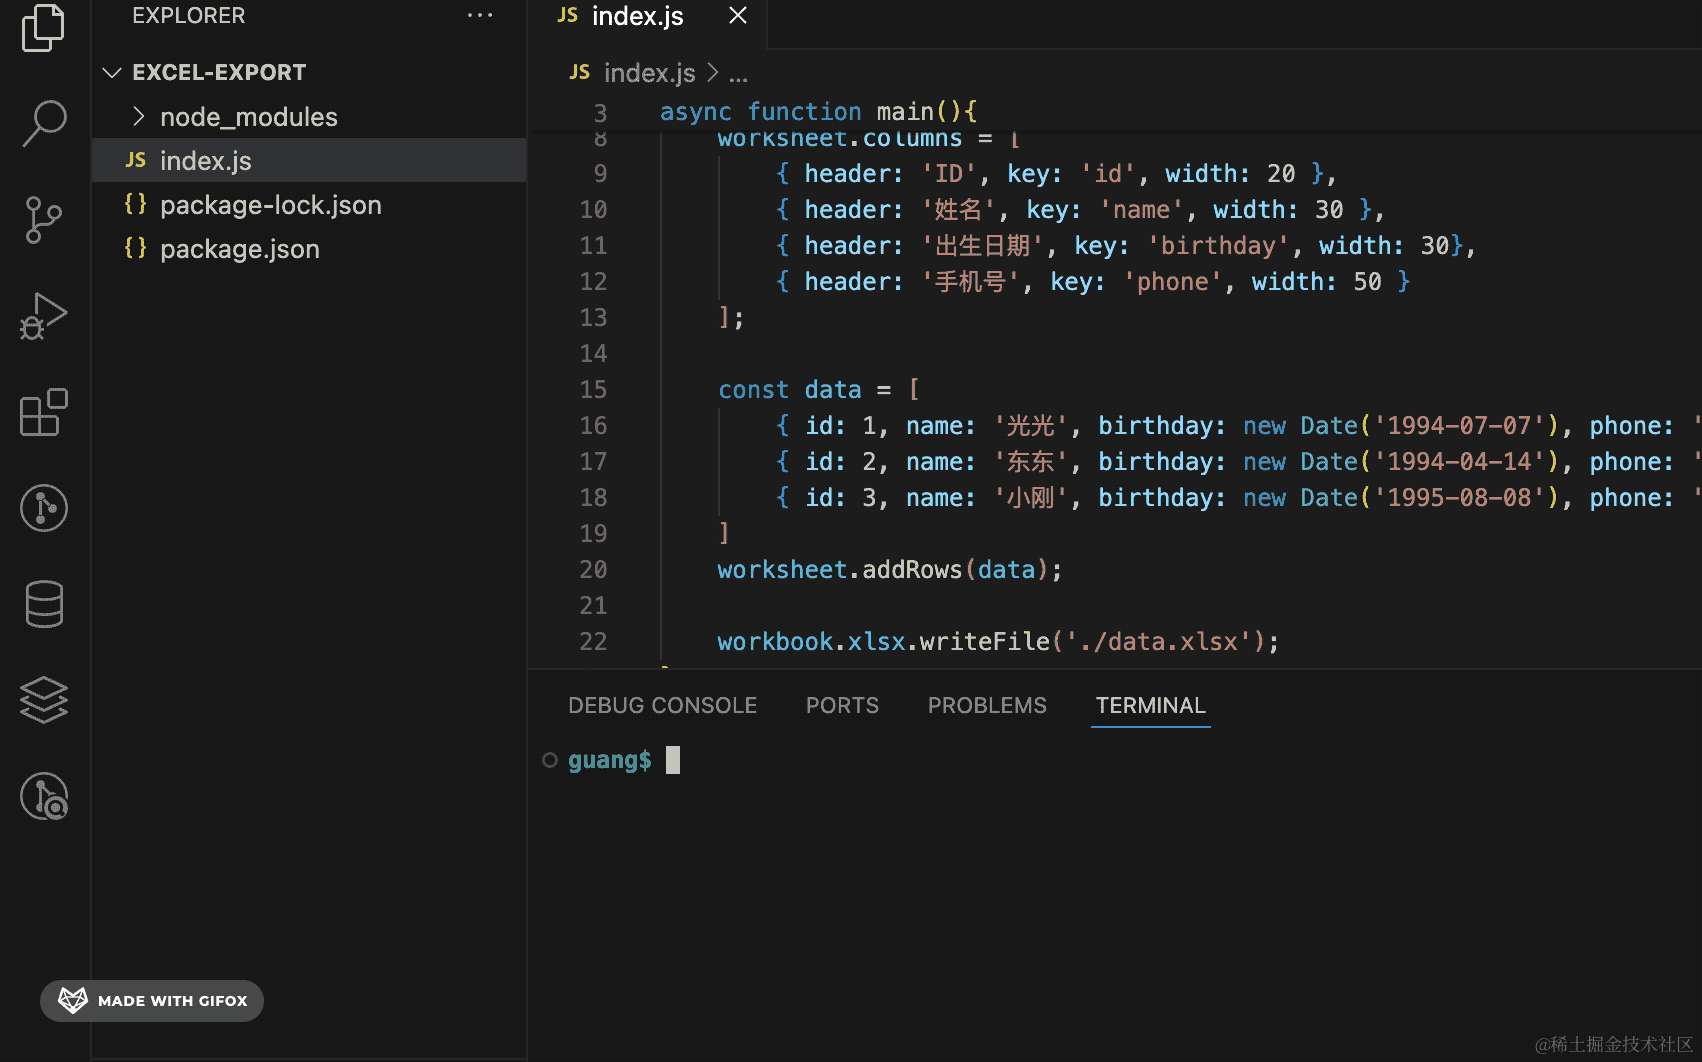 EXPLORER ...
EXCEL-EXPORT
node_modules
JS index.js
{} package-lock.json
{} package.json
JS index.js
JS index.js > ...
3 async function main(){
8 worksheet.columns = [
9 { header: 'ID', key: 'id', width: 20 },
10 { header: '姓名', key: 'name', width: 30 },
11 { header: '出生日期', key: 'birthday', width: 30},
12 { header: '手机号', key: 'phone', width: 50 }
13 ];
14
15 const data = [
16 { id: 1, name: '光光', birthday: new Date('1994-07-07'), phone: '
17 { id: 2, name: '东东', birthday: new Date('1994-04-14'), phone: '
18 { id: 3, name: '小刚', birthday: new Date('1995-08-08'), phone: '
19 ]
20 worksheet.addRows(data);
21
22 workbook.xlsx.writeFile('./data.xlsx');
DEBUG CONSOLE PORTS PROBLEMS TERMINAL
guang$
MADE WITH GIFOX
@稀土掘金技术社区